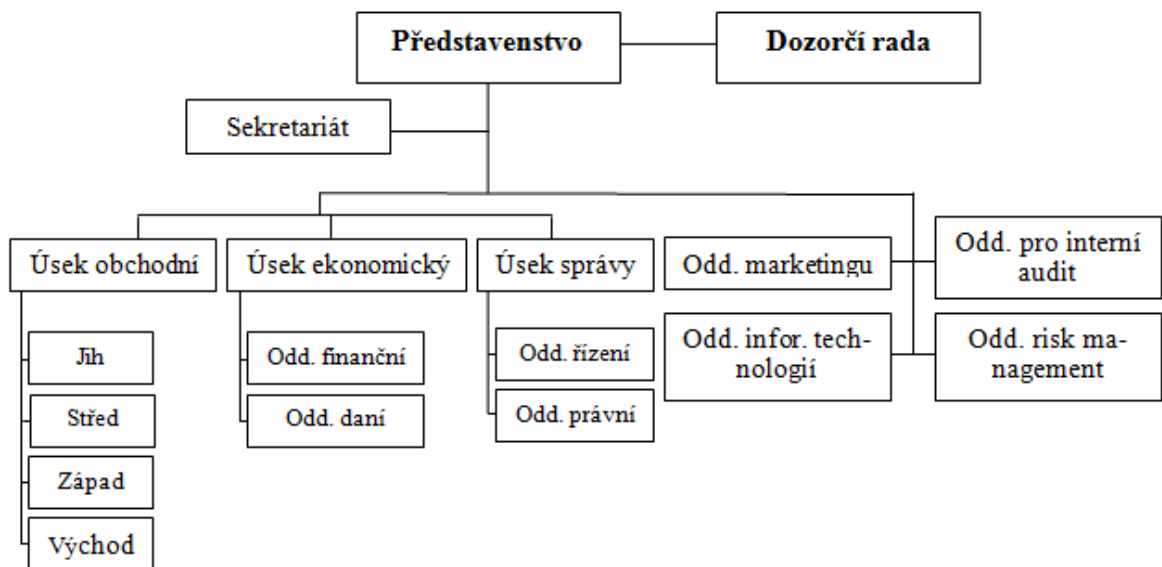 Představenstvo
Dozorčí rada
Sekretariát
Úsek obchodní
Úsek ekonomický
Úsek správy
Odd. marketingu
Odd. pro interní
audit
Odd. infor. tech-
nologií
Odd. risk ma-
nagement
Jih
Střed
Západ
Východ
Odd. finanční
Odd. daní
Odd. řízení
Odd. právní